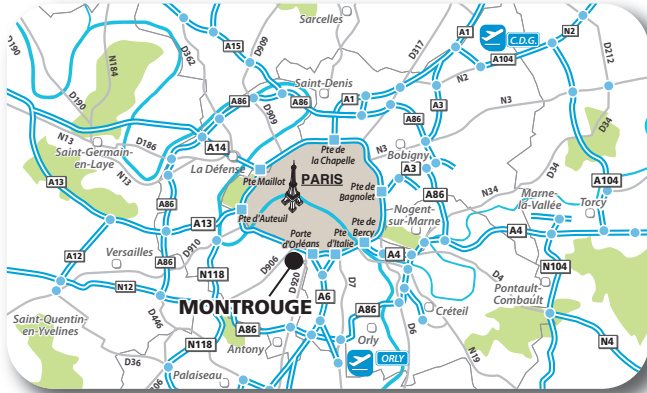 Sarcelles
D190
N184
D362
A15
D909
D317
A1
C.D.G.
A104
N2
N2
D212
D190
Saint-Denis
A86
A86
A1
A3
N3
D34
N13
D186
D909
A86
A14
Pte de
la Chapelle
N3
Bobigny
Saint-Germain
en-Laye
N13
La Défense
Pte Maillot
PARIS
A3
D34
A13
Pte de
Bagnolet
A86
N34
Marne-
la-Vallée
A104
Torcy
A86
A13
Pte d'Auteuil
Nogent-
sur-Marne
Pte de
Bercy
A4
Porte
d'Orléans
Pte
d'Italie
A4
D910
Versailles
A12
D906
D920
N118
N12
D7
D4
N104
Pontault-
Combault
MONTROUGE
A6
A86
Créteil
D446
Saint-Quentin-
en-Yvelines
A86
D6
N118
Antony
Orly
N4
D36
ORLY
N19
Palaiseau